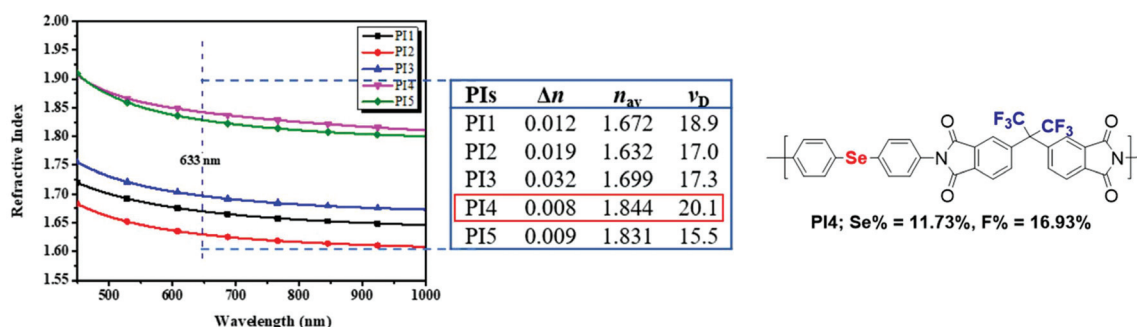 2.00
1.95
1.90
1.85
1.80
1.75
1.70
1.65
1.60
1.55
Refractive Index
500 600 700 800 900 1000
Wavelength (nm)
PI1
PI2
PI3
PI4
PI5
633 nm
PIs Δn nav νD
PI1 0.012 1.672 18.9
PI2 0.019 1.632 17.0
PI3 0.032 1.699 17.3
PI4 0.008 1.844 20.1
PI5 0.009 1.831 15.5
F3C CF3
O O
Se N N
O O
PI4; Se% = 11.73%, F% = 16.93%